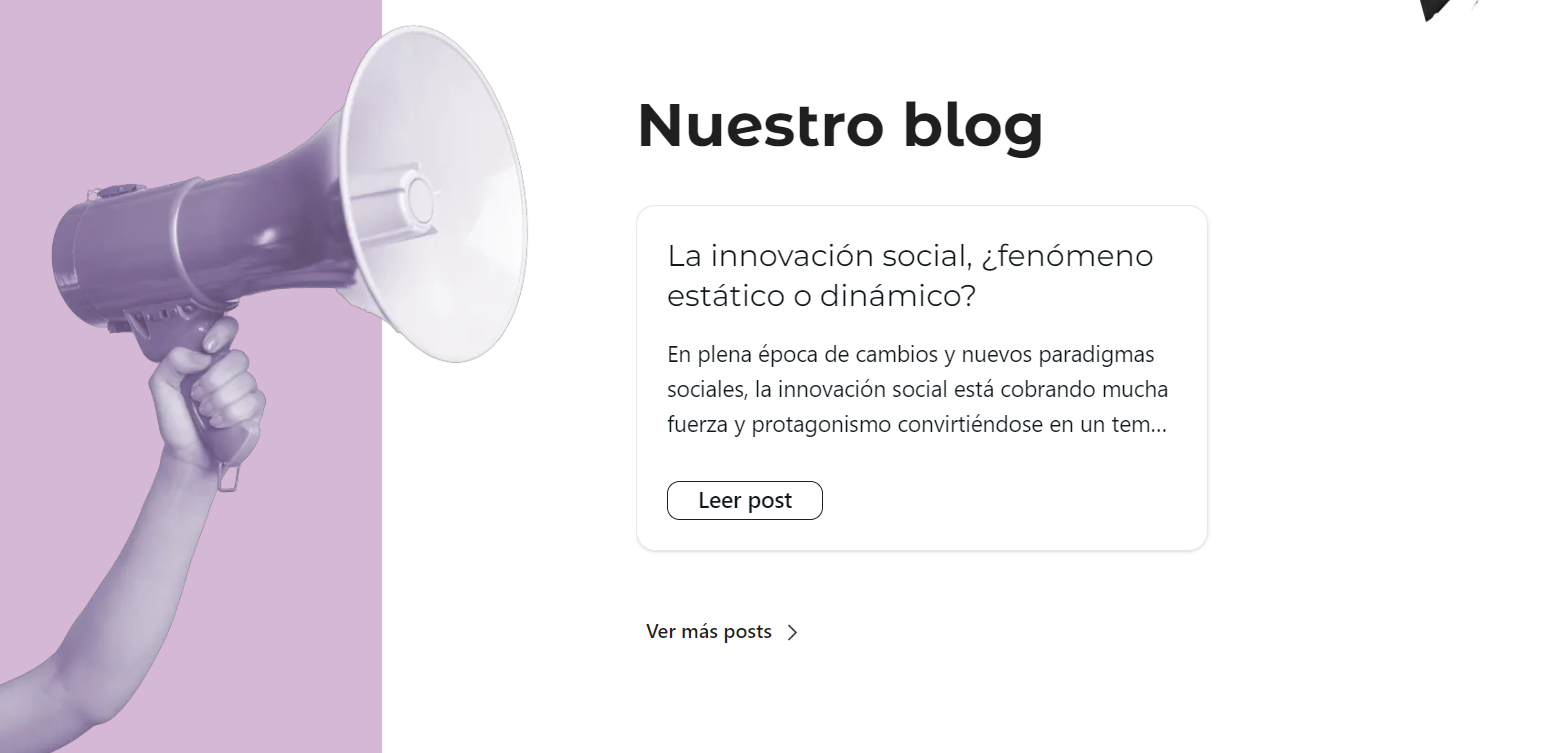 Nuestro blog
La innovación social, ¿fenómeno
estático o dinámico?
En plena época de cambios y nuevos paradigmas
sociales, la innovación social está cobrando mucha
fuerza y protagonismo convirtiéndose en un tem...
Leer post
Ver más posts